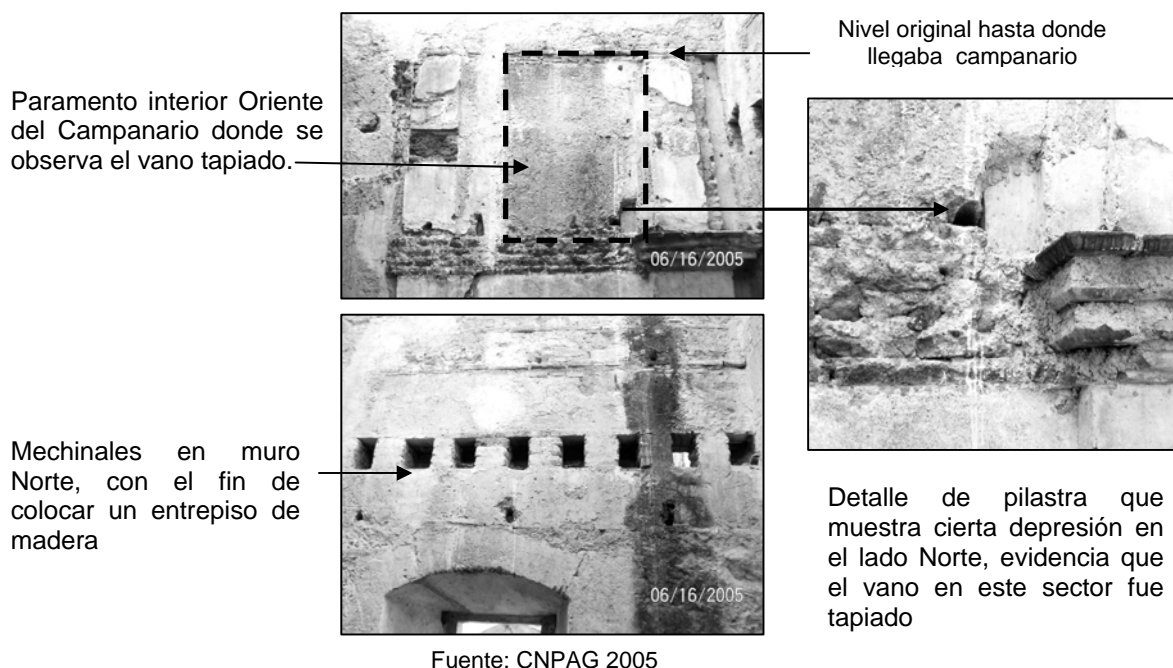 Nivel original hasta donde
llegaba campanario
Paramento interior Oriente
del Campanario donde se
observa el vano tapiado.
06/16/2005
Mechinales en muro
Norte, con el fin de
colocar un entrepiso de
madera
06/16/2005
Detalle de pilastra que
muestra cierta depresión en
el lado Norte, evidencia que
el vano en este sector fue
tapiado
Fuente: CNPAG 2005